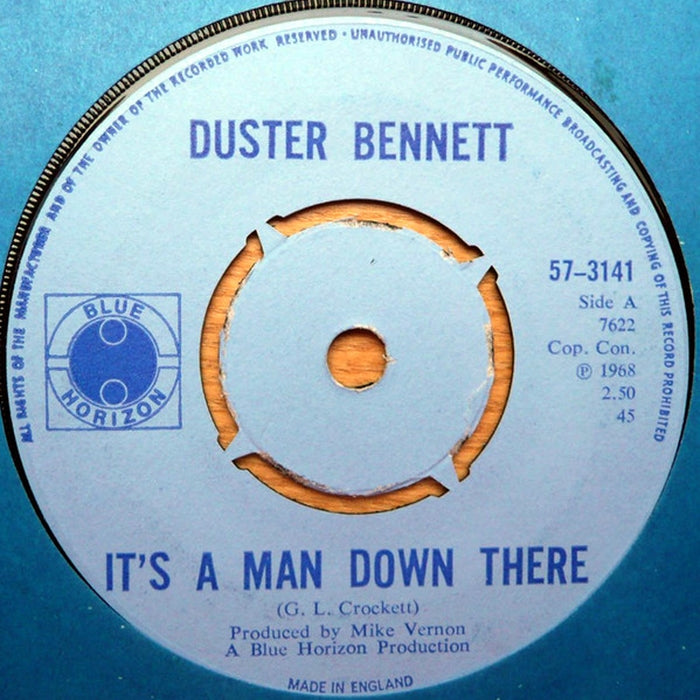 ALL RIGHTS OF THE MANUFACTURER AND OF THE OWNER OF THE RECORDED WORK RESERVED · UNAUTHORISED PUBLIC PERFORMANCE BROADCASTING AND COPYING OF THIS RECORD PROHIBITED
DUSTER BENNETT
57–3141
Side A
7622
Cop. Con.
℗ 1968
2.50
45
BLUE
HORIZON
IT'S A MAN DOWN THERE
(G. L. Crockett)
Produced by Mike Vernon
A Blue Horizon Production
MADE IN ENGLAND